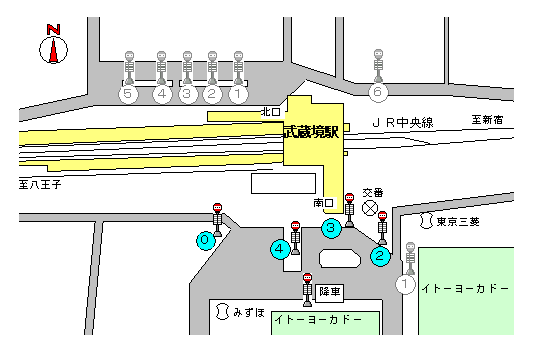 N
5
4
3
2
1
6
北口
武蔵境駅
JR中央線
至新宿
至八王子
南口
交番
3
東京三菱
0
4
2
1
降車
イトーヨーカドー
みずほ
イトーヨーカドー